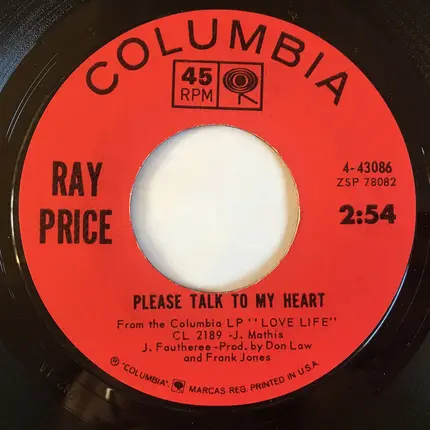 COLUMBIA
45
RPM
RAY
PRICE
4-43086
ZSP 78082
2:54
PLEASE TALK TO MY HEART
From the Columbia LP "LOVE LIFE"
CL 2189 -J. Mathis
J. Fautheree-Prod. by Don Law
and Frank Jones
Ⓡ "COLUMBIA", MARCAS REG. PRINTED IN U.S.A.